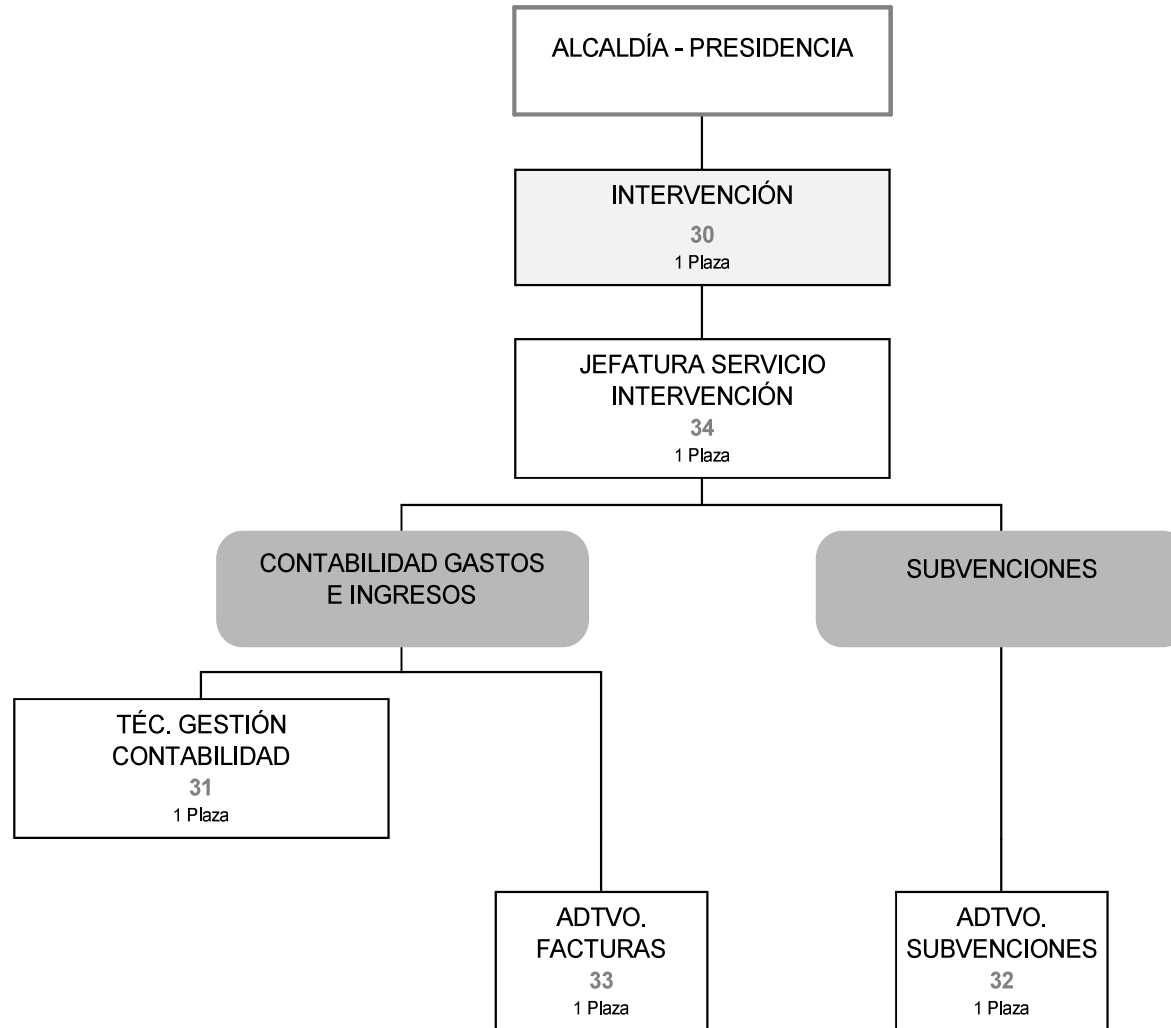 ALCALDÍA - PRESIDENCIA
INTERVENCIÓN
30
1 Plaza
JEFATURA SERVICIO
INTERVENCIÓN
34
1 Plaza
CONTABILIDAD GASTOS
E INGRESOS
SUBVENCIONES
TÉC. GESTIÓN
CONTABILIDAD
31
1 Plaza
ADTVO.
FACTURAS
33
1 Plaza
ADTVO.
SUBVENCIONES
32
1 Plaza